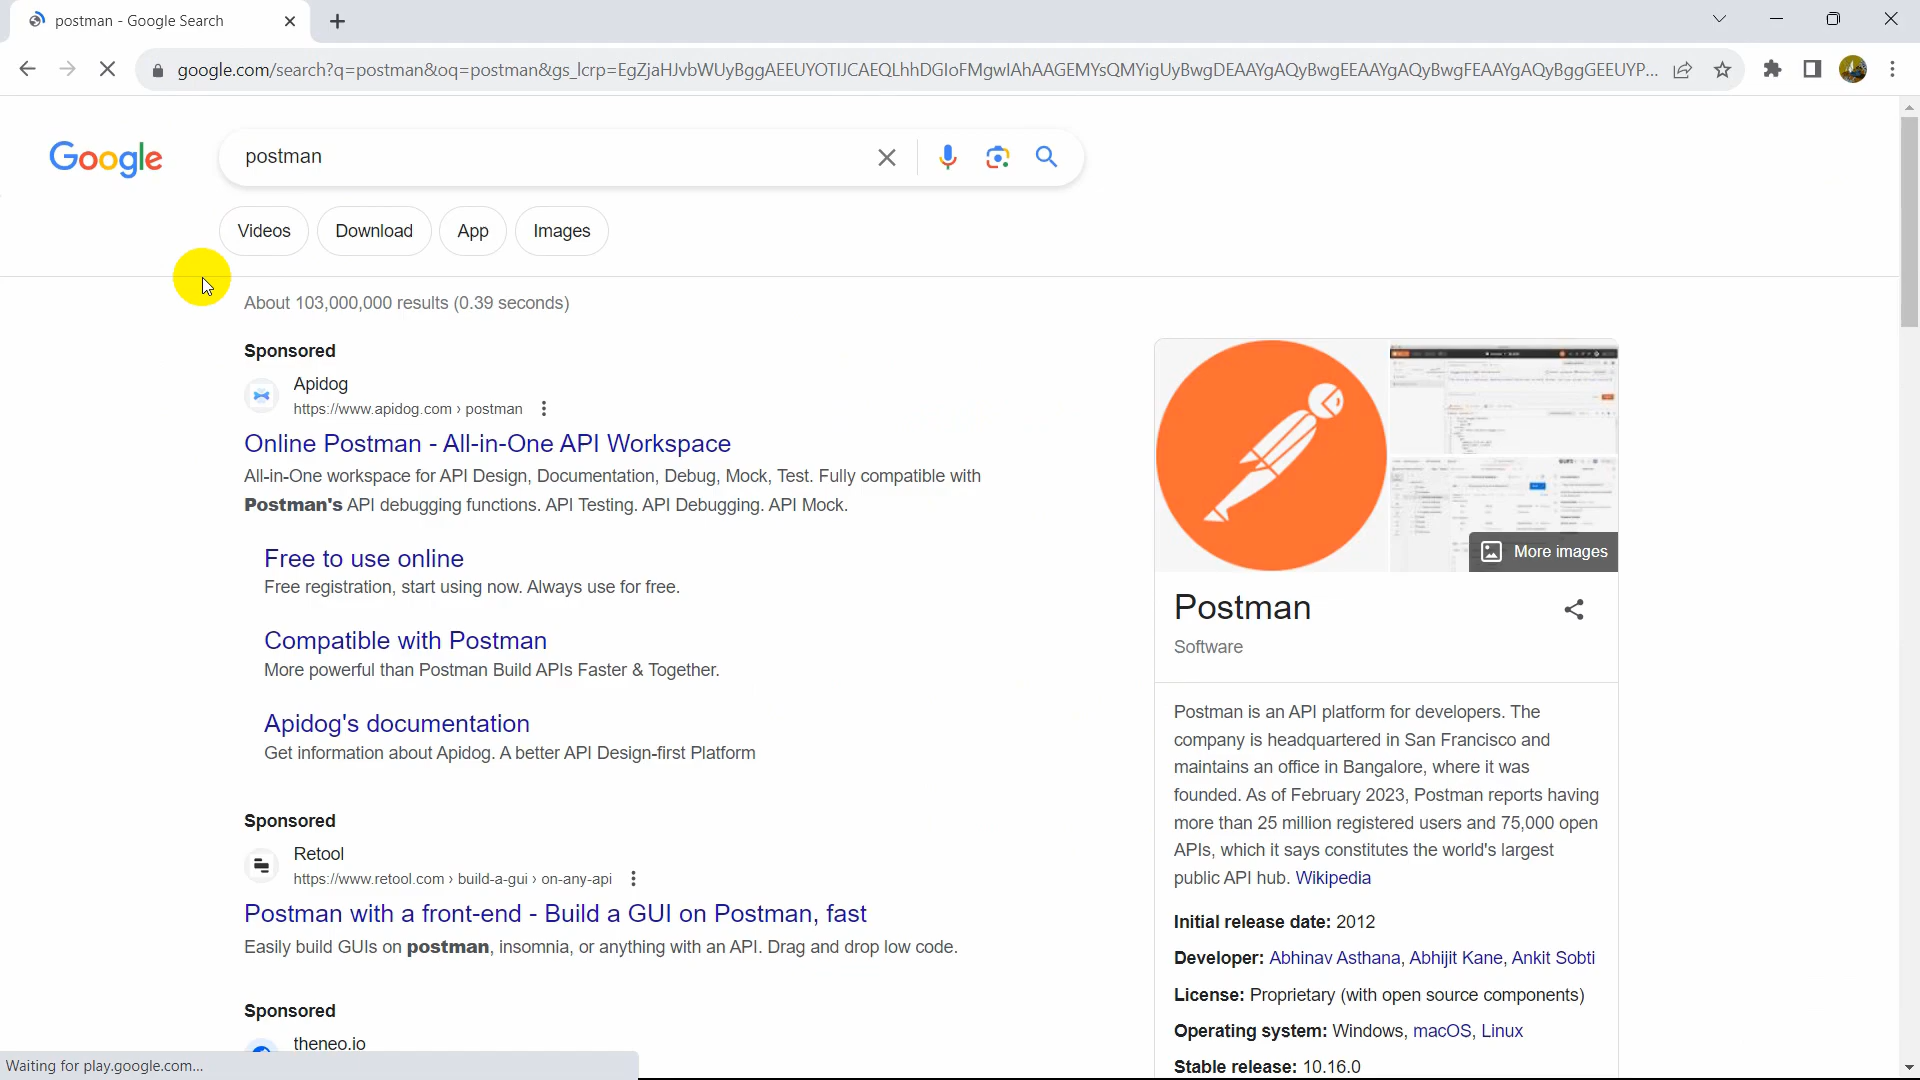 postman - Google Search
google.com/search?q=postman&oq=postman&gs_lcrp=EgZjaHJvbWUyBggAEEUYOTIJCAEQLhhDGIoFMgwIAhAAGEMYsQMYigUyBwgDEAAYgAQyBwgEEAAYgAQyBwgFEAAYgAQyBggGEEUYP...
Google
postman
Videos
Download
App
Images
About 103,000,000 results (0.39 seconds)
Sponsored
Apidog
https://www.apidog.com › postman
Online Postman - All-in-One API Workspace
All-in-One workspace for API Design, Documentation, Debug, Mock, Test. Fully compatible with
Postman's API debugging functions. API Testing. API Debugging. API Mock.
Free to use online
Free registration, start using now. Always use for free.
Compatible with Postman
More powerful than Postman Build APIs Faster & Together.
Apidog's documentation
Get information about Apidog. A better API Design-first Platform
Sponsored
Retool
https://www.retool.com › build-a-gui › on-any-api
Postman with a front-end - Build a GUI on Postman, fast
Easily build GUIs on postman, insomnia, or anything with an API. Drag and drop low code.
Sponsored
theneo.io
Waiting for play.google.com...
More images
Postman
Software
Postman is an API platform for developers. The
company is headquartered in San Francisco and
maintains an office in Bangalore, where it was
founded. As of February 2023, Postman reports having
more than 25 million registered users and 75,000 open
APIs, which it says constitutes the world's largest
public API hub. Wikipedia
Initial release date: 2012
Developer: Abhinav Asthana, Abhijit Kane, Ankit Sobti
License: Proprietary (with open source components)
Operating system: Windows, macOS, Linux
Stable release: 10.16.0